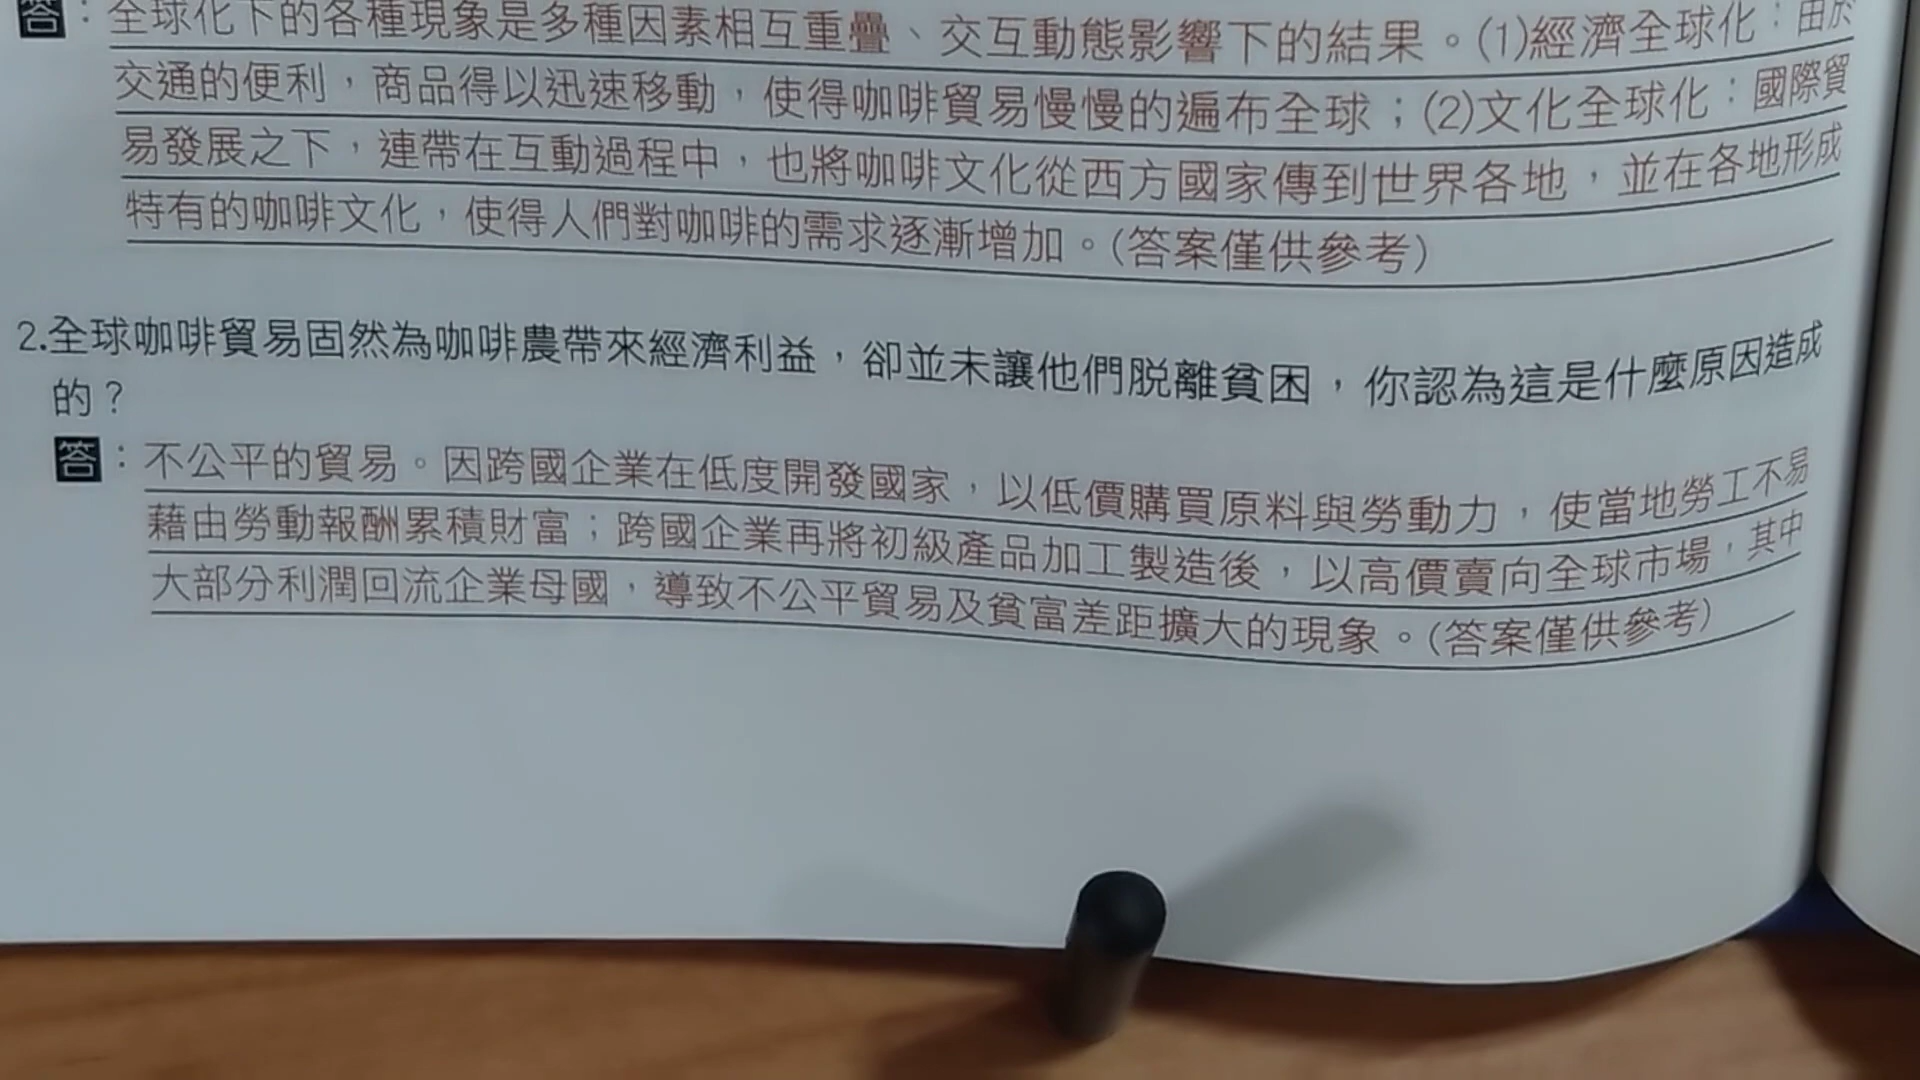 答：全球化下的各種現象是多種因素相互重疊、交互動態影響下的結果。(1)經濟全球化：由於
交通的便利，商品得以迅速移動，使得咖啡貿易慢慢的遍布全球；(2)文化全球化：國際貿
易發展之下，連帶在互動過程中，也將咖啡文化從西方國家傳到世界各地，並在各地形成
特有的咖啡文化，使得人們對咖啡的需求逐漸增加。(答案僅供參考)
2.全球咖啡貿易固然為咖啡農帶來經濟利益，卻並未讓他們脫離貧困，你認為這是什麼原因造成
的？
答：不公平的貿易。因跨國企業在低度開發國家，以低價購買原料與勞動力，使當地勞工不易
藉由勞動報酬累積財富；跨國企業再將初級產品加工製造後，以高價賣向全球市場，其中
大部分利潤回流企業母國，導致不公平貿易及貧富差距擴大的現象。(答案僅供參考)